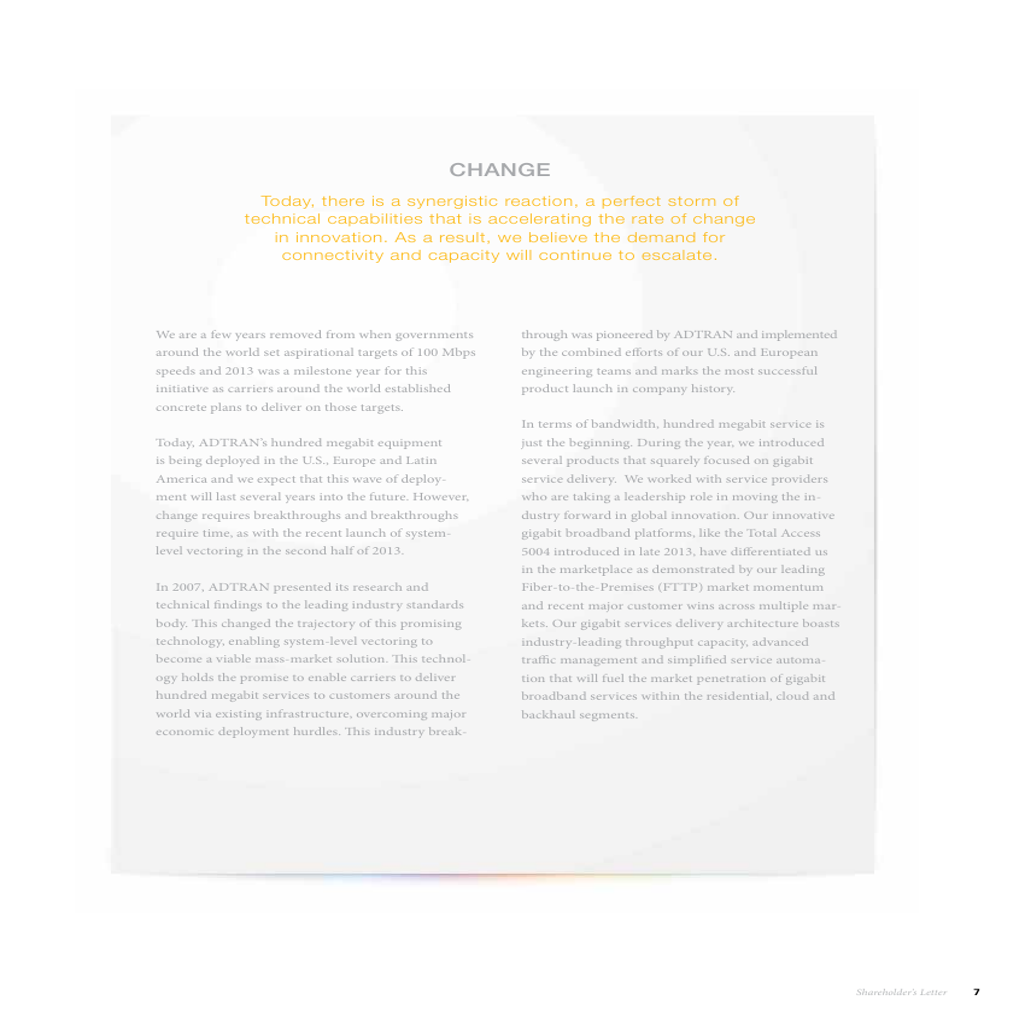 CHANGE
Today, there is a synergistic reaction, a perfect storm of
technical capabilities that is accelerating the rate of change
in innovation. As a result, we believe the demand for
connectivity and capacity will continue to escalate.
We are a few years removed from when governments
around the world set aspirational targets of 100 Mbps
speeds and 2013 was a milestone year for this
initiative as carriers around the world established
concrete plans to deliver on those targets.
Today, ADTRAN's hundred megabit equipment
is being deployed in the U.S., Europe and Latin
America and we expect that this wave of deploy-
ment will last several years into the future. However,
change requires breakthroughs and breakthroughs
require time, as with the recent launch of system-
level vectoring in the second half of 2013.
In 2007, ADTRAN presented its research and
technical findings to the leading industry standards
body. This changed the trajectory of this promising
technology, enabling system-level vectoring to
become a viable mass-market solution. This technol-
ogy holds the promise to enable carriers to deliver
hundred megabit services to customers around the
world via existing infrastructure, overcoming major
economic deployment hurdles. This industry break-
through was pioneered by ADTRAN and implemented
by the combined efforts of our U.S. and European
engineering teams and marks the most successful
product launch in company history.
In terms of bandwidth, hundred megabit service is
just the beginning. During the year, we introduced
several products that squarely focused on gigabit
service delivery.  We worked with service providers
who are taking a leadership role in moving the in-
dustry forward in global innovation. Our innovative
gigabit broadband platforms, like the Total Access
5004 introduced in late 2013, have differentiated us
in the marketplace as demonstrated by our leading
Fiber-to-the-Premises (FTTP) market momentum
and recent major customer wins across multiple mar-
kets. Our gigabit services delivery architecture boasts
industry-leading throughput capacity, advanced
traffic management and simplified service automa-
tion that will fuel the market penetration of gigabit
broadband services within the residential, cloud and
backhaul segments.
Shareholder's Letter 7